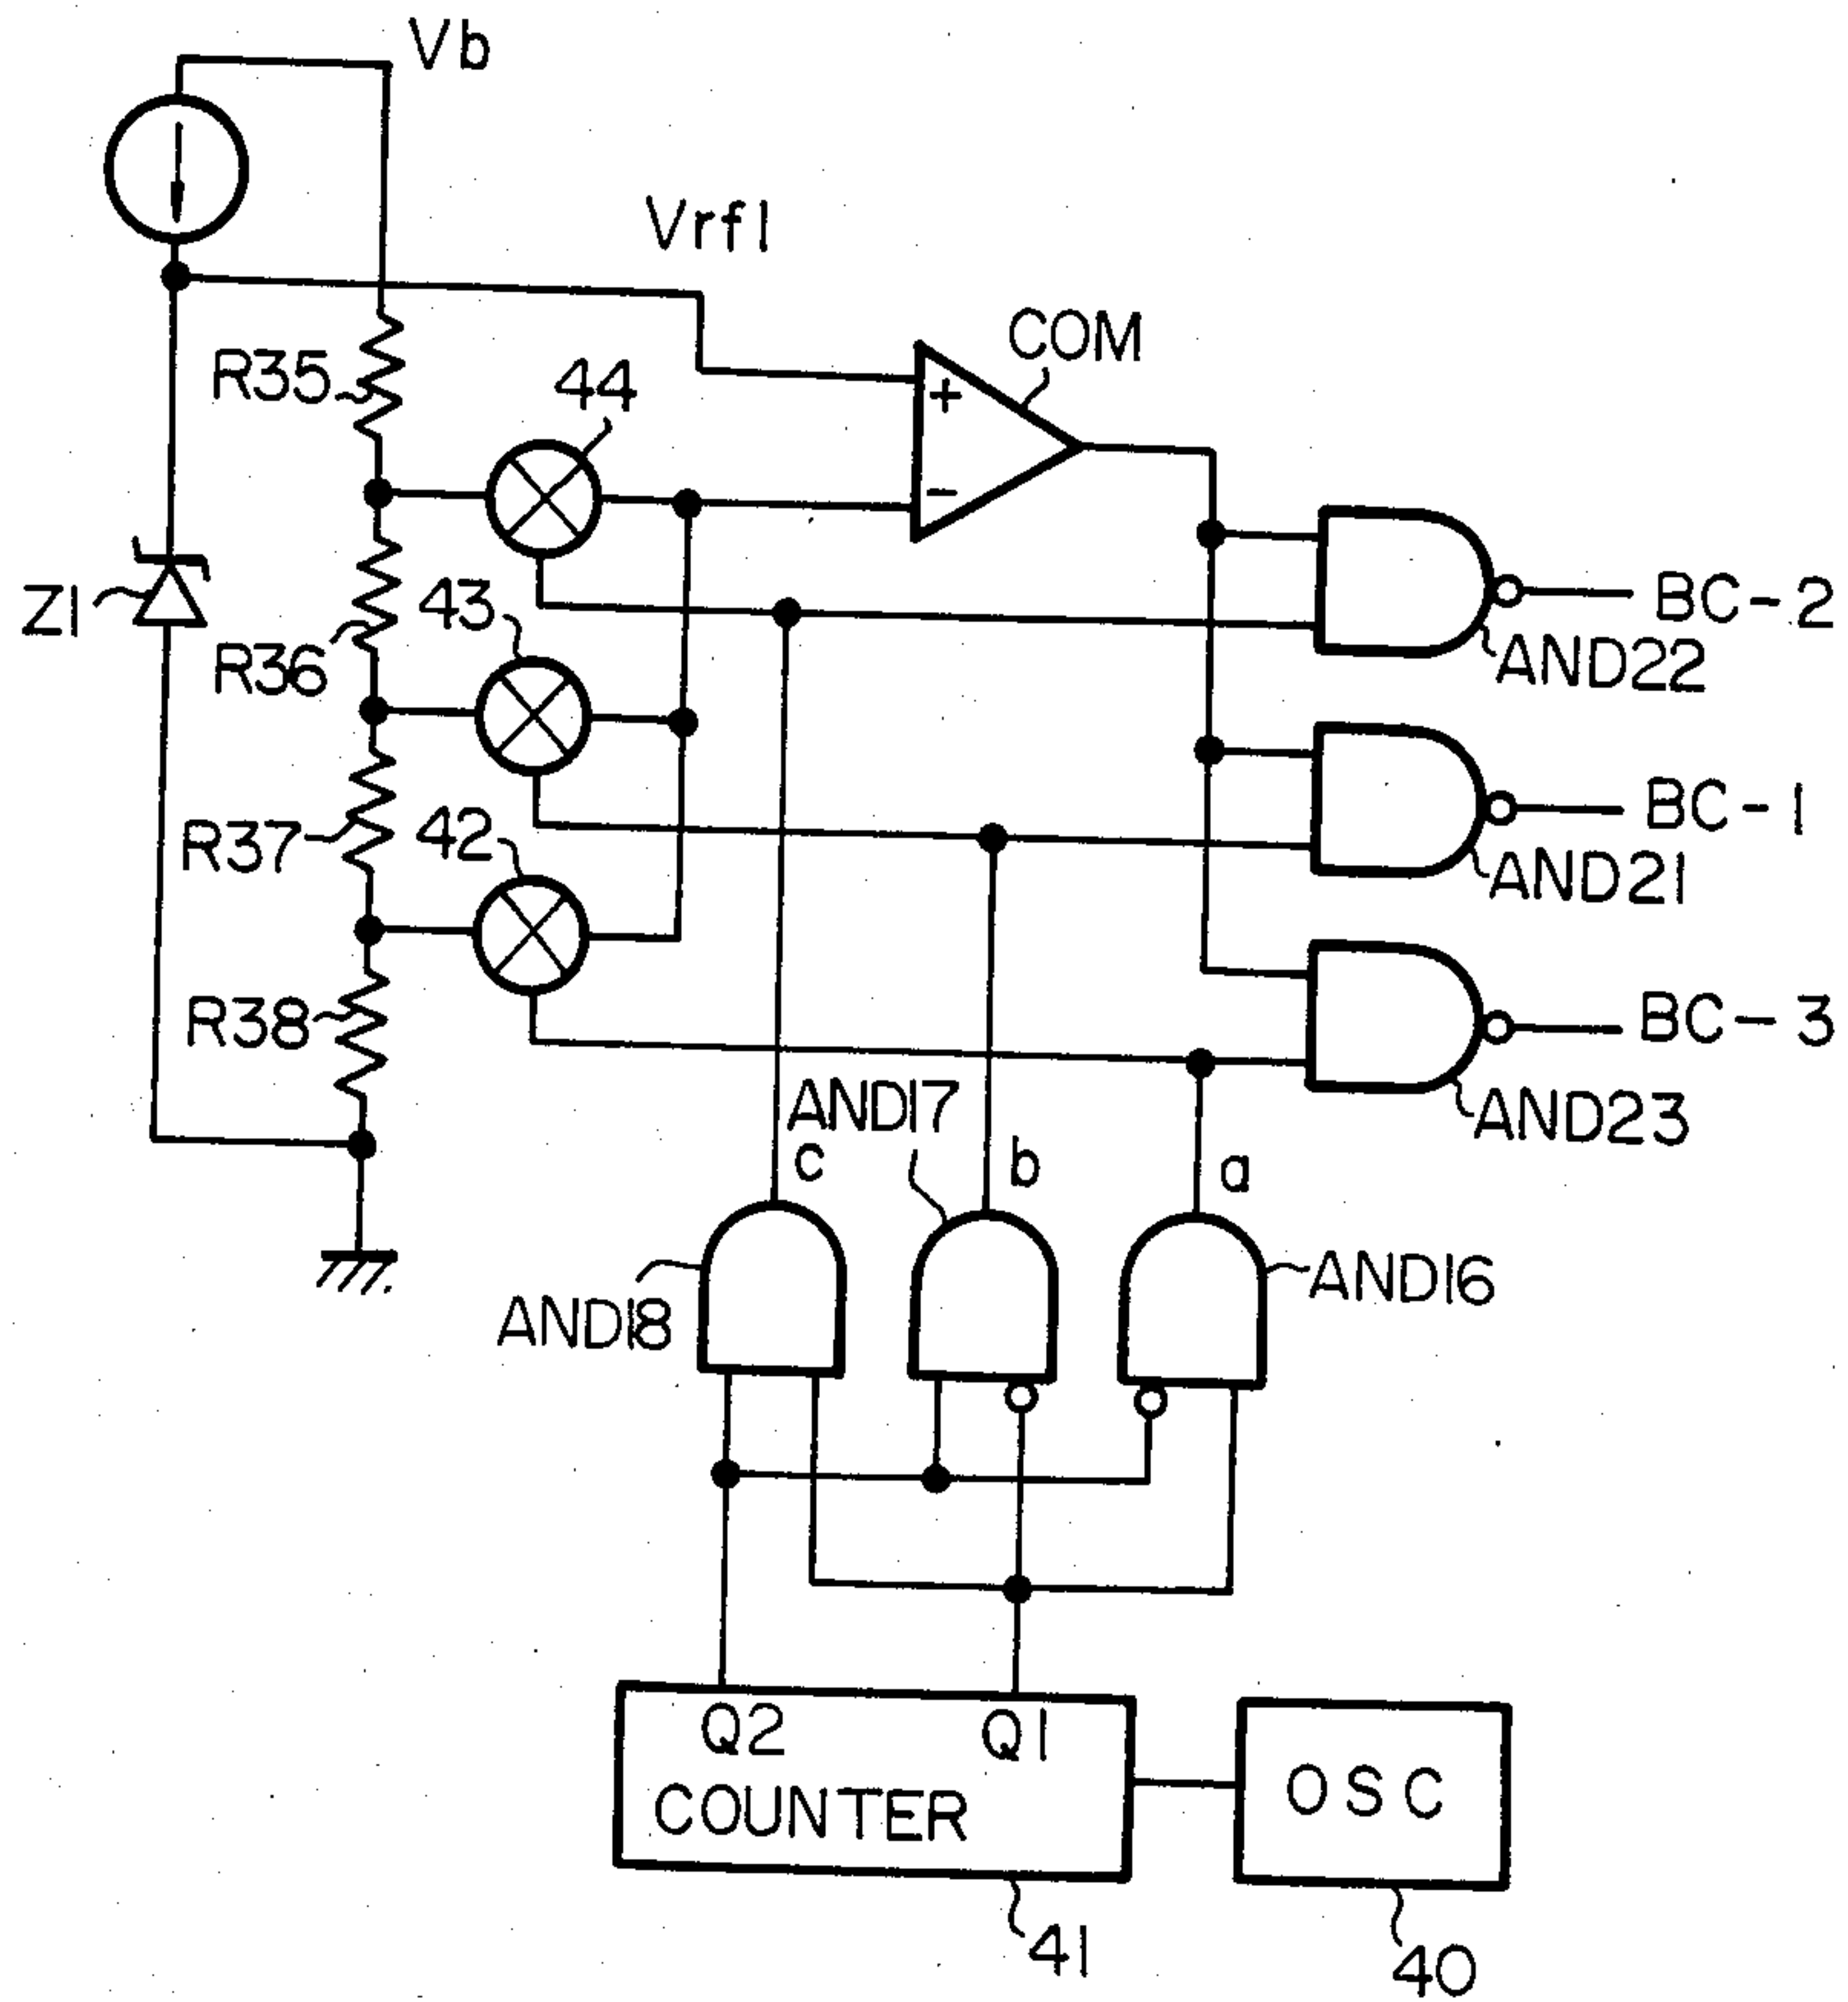 Vb
Vrf1
COM
R35
44
+
-
Z1
43
BC-2
R36
AND22
R37
42
BC-1
AND21
R38
BC-3
AND17
AND23
c
b
a
AND18
AND16
Q2
Q1
COUNTER
OSC
41
40